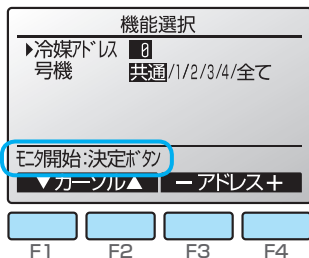 機能選択
▶冷媒ｱﾄﾞﾚｽ 0
号機 共通/1/2/3/4/全て
ﾓﾆﾀ開始:決定ﾎﾞﾀﾝ
▼カーソル▲ －アドレス＋
F1 F2 F3 F4